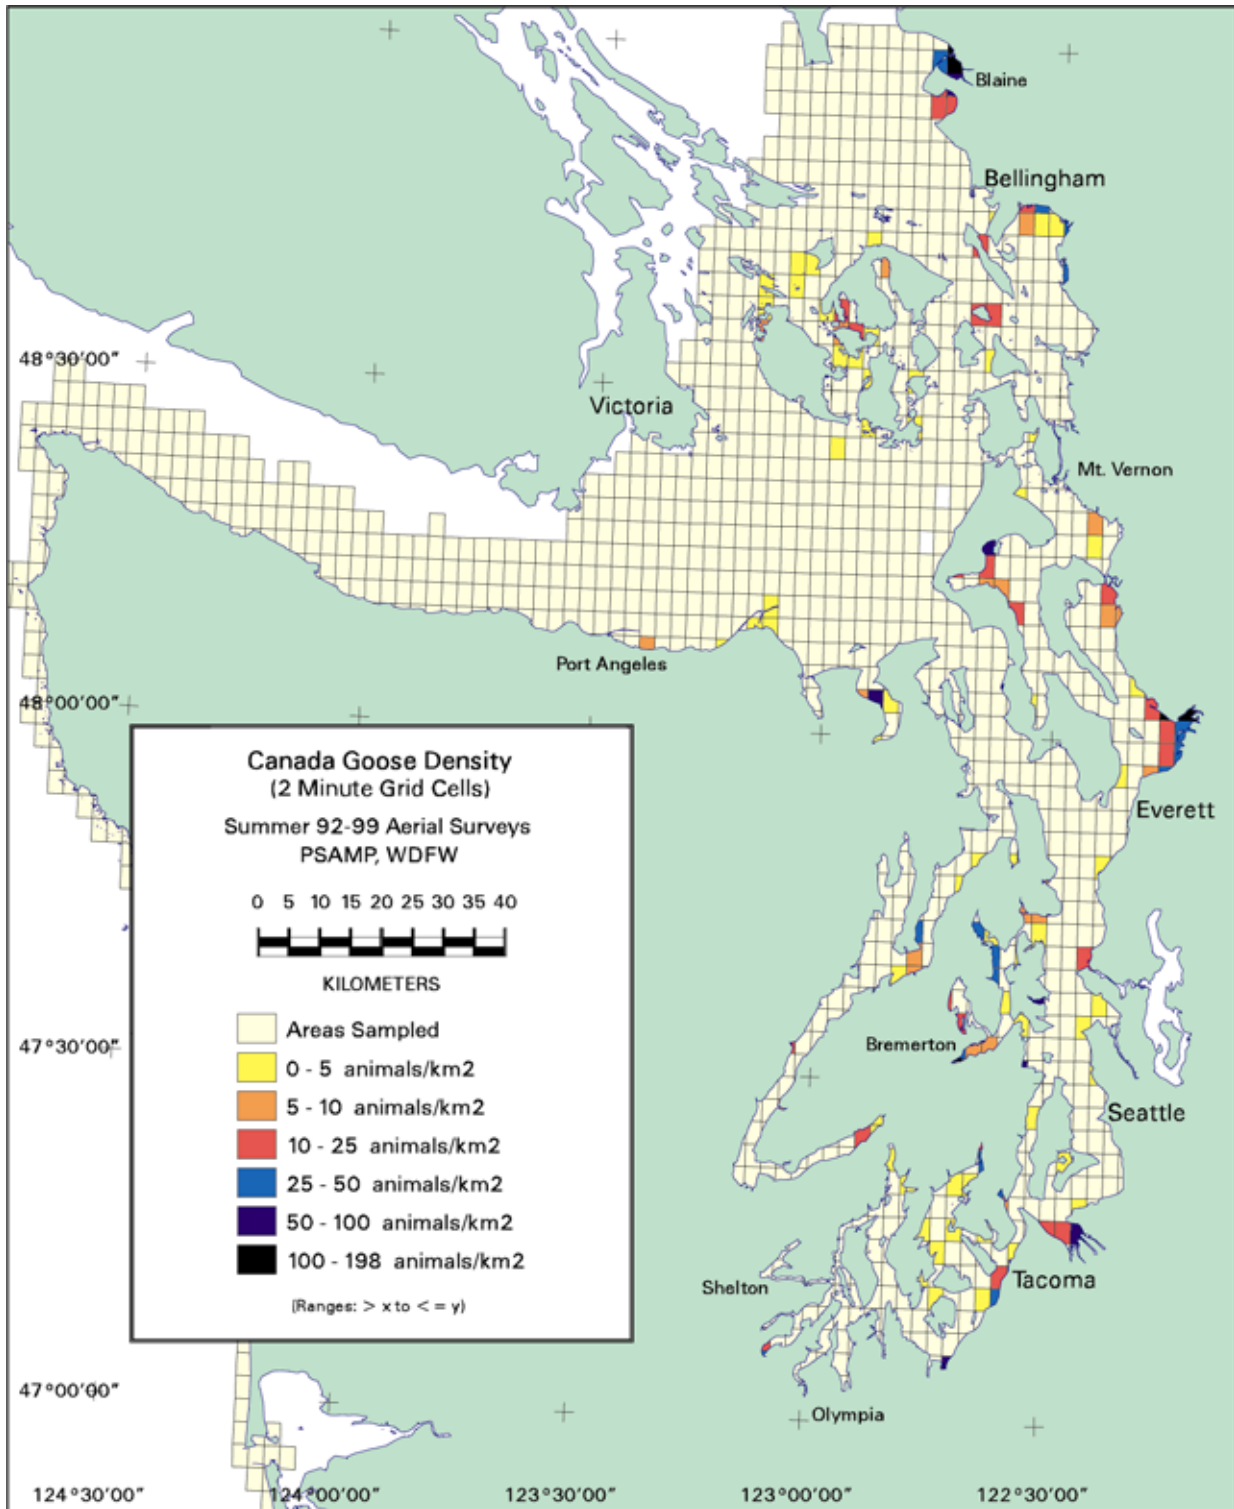 Blaine
Bellingham
48°30'00"
Victoria
Mt. Vernon
Port Angeles
48°00'00"
Canada Goose Density
(2 Minute Grid Cells)
Summer 92-99 Aerial Surveys
PSAMP, WDFW
0 5 10 15 20 25 30 35 40
KILOMETERS
Areas Sampled
0 - 5 animals/km2
5 - 10 animals/km2
10 - 25 animals/km2
25 - 50 animals/km2
50 - 100 animals/km2
100 - 198 animals/km2
(Ranges: > x to < = y)
Everett
47°30'00"
Bremerton
Seattle
Shelton
Tacoma
47°00'00"
Olympia
124°30'00" 124°00'00" 123°30'00" 123°00'00" 122°30'00"